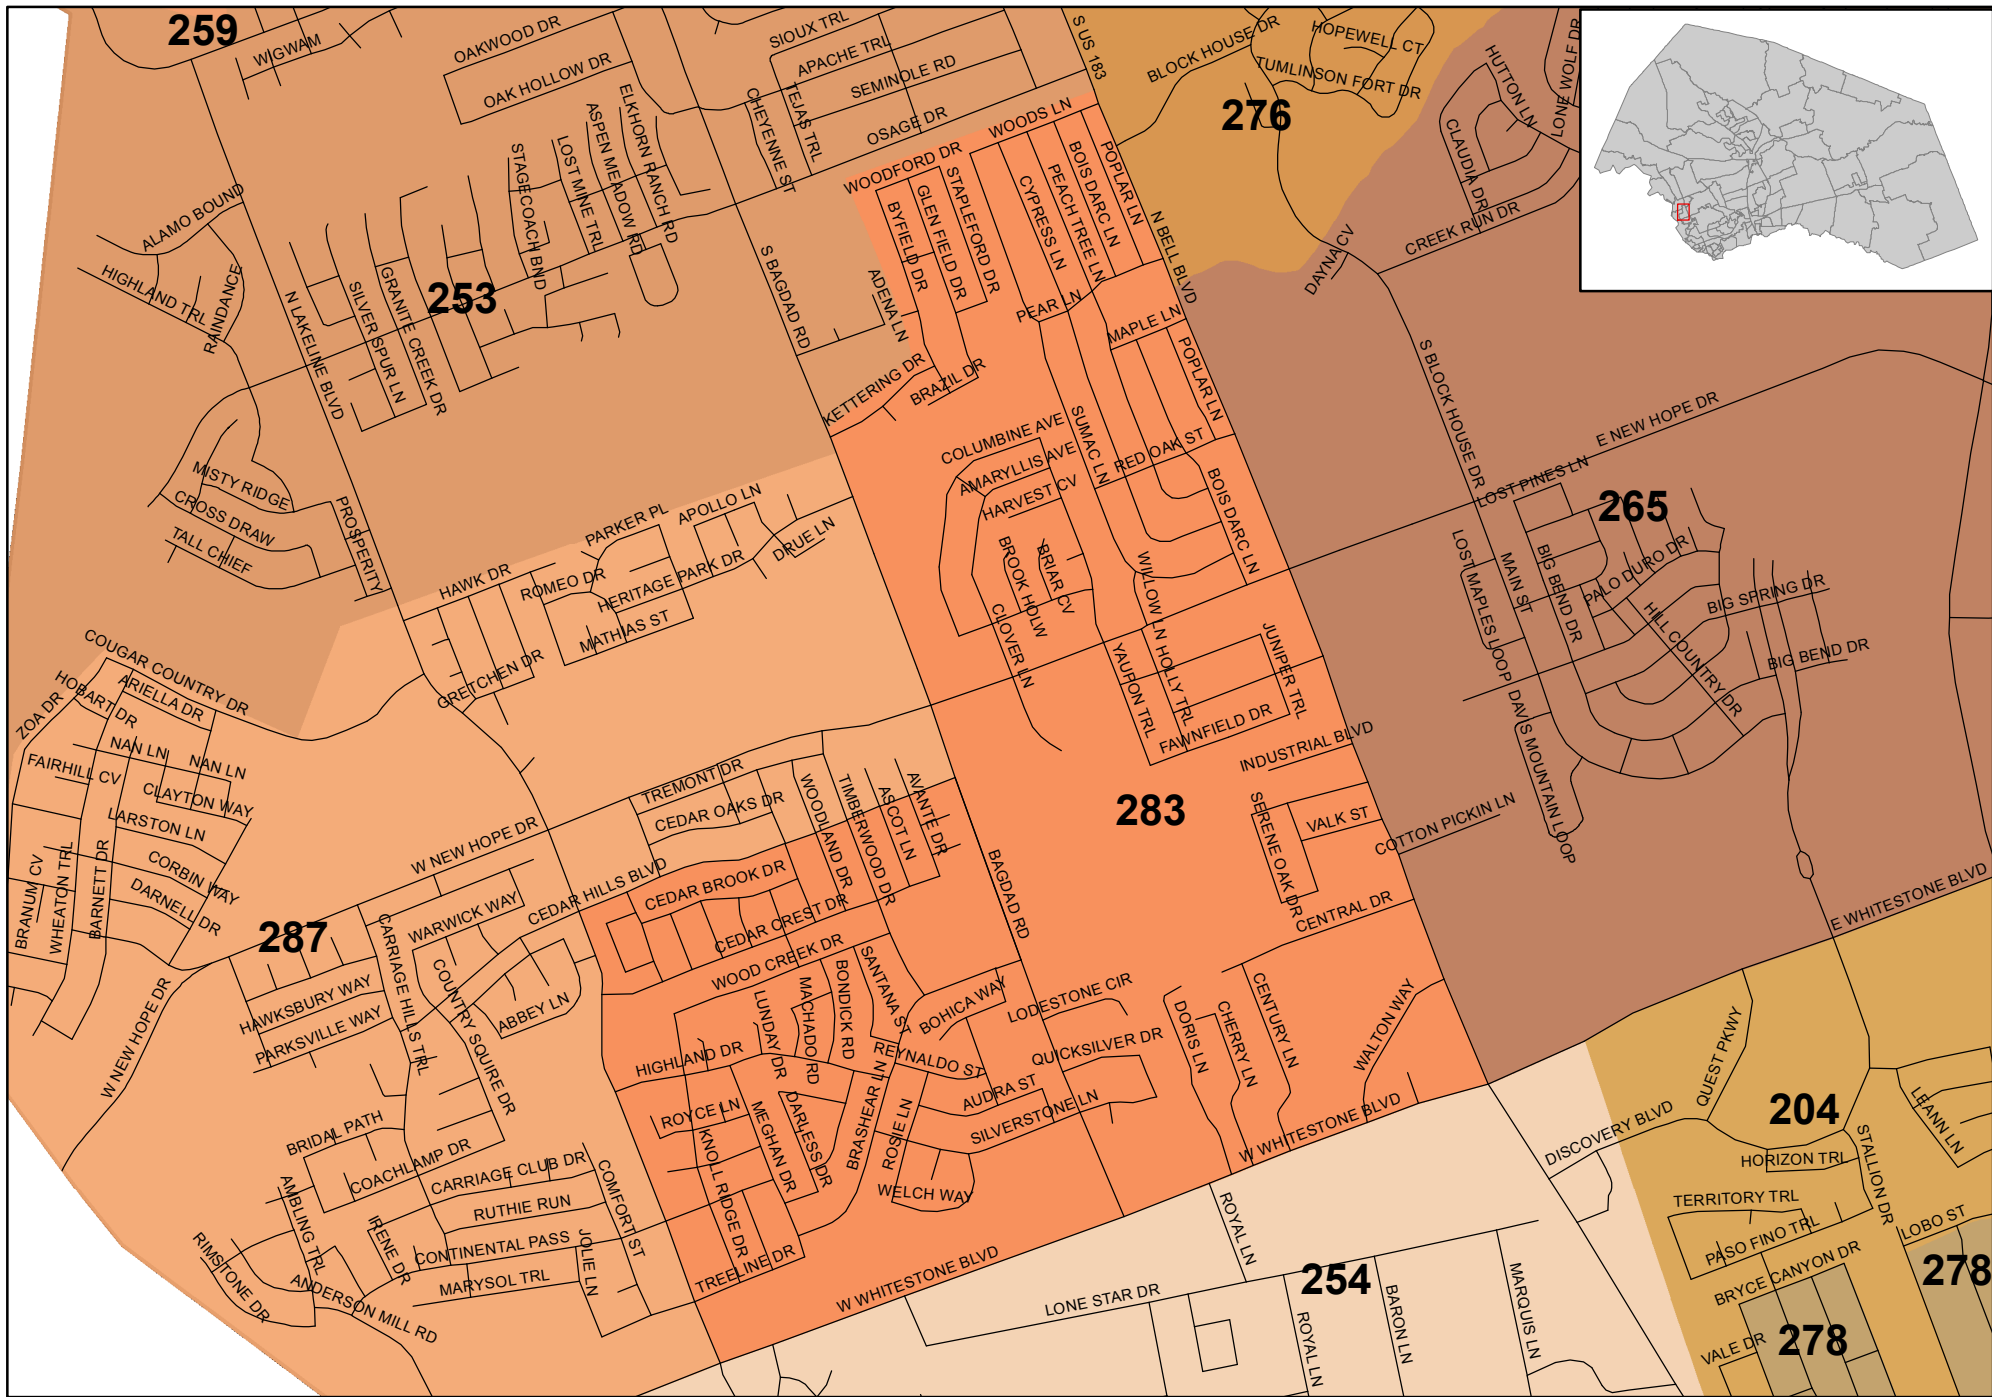 259
WIGWAM
OAKWOOD DR
OAK HOLLOW DR
SIOUX TRL
APACHE TRL
SEMINOLE RD
OSAGE DR
CHEYENNE ST
TEJAS TRL
S US 183
BLOCK HOUSE DR
HOPEWELL CT
TUMLINSON FORT DR
276
HUTTON LN
LONE WOLF DR
CLAUDIA DR
CREEK RUN DR
DAYNA CV
ELKHORN RANCH RD
ASPEN MEADOW RD
LOST MINE TRL
STAGECOACH BND
ALAMO BOUND
HIGHLAND TRL
RAINDANCE
N LAKELINE BLVD
SILVER SPUR LN
GRANITE CREEK DR
253
S BAGDAD RD
ADENA LN
WOODFORD DR
WOODS LN
BYFIELD DR
GLEN FIELD DR
STAPLEFORD DR
CYPRESS LN
PEACH TREE LN
BOIS DARC LN
POPLAR LN
N BELL BLVD
PEAR LN
MAPLE LN
POPLAR LN
KETTERING DR
BRAZIL DR
S BLOCK HOUSE DR
E NEW HOPE DR
LOST PINES LN
265
COLUMBINE AVE
AMARYLLIS AVE
HARVEST CV
SUMAC LN
RED OAK ST
BOIS DARC LN
BROOK HOLW
BRIAR CV
CLOVER LN
WILLOW LN
HOLLY TRL
YAUPON TRL
JUNIPER TRL
FAWNFIELD DR
INDUSTRIAL BLVD
MISTY RIDGE
CROSS DRAW
TALL CHIEF
PROSPERITY
PARKER PL
APOLLO LN
DRUE LN
HAWK DR
ROMEO DR
HERITAGE PARK DR
MATHIAS ST
GRETCHEN DR
LOST MAPLES LOOP
MAIN ST
BIG BEND DR
PALO DURO DR
HILL COUNTRY DR
BIG SPRING DR
BIG BEND DR
DAVIS MOUNTAIN LOOP
COUGAR COUNTRY DR
HOBART DR
ARIELLA DR
ZOA DR
NAN LN
NAN LN
FAIRHILL CV
CLAYTON WAY
LARSTON LN
CORBIN WAY
DARNELL DR
BRANUM CV
WHEATON TRL
BARNETT DR
W NEW HOPE DR
TREMONT DR
CEDAR OAKS DR
WOODLAND DR
TIMBERWOOD DR
ASCOT LN
AVANTE DR
283
SERENE OAK DR
VALK ST
COTTON PICKIN LN
BAGDAD RD
CENTRAL DR
E WHITESTONE BLVD
287
CARRIAGE HILLS TRL
WARWICK WAY
CEDAR HILLS BLVD
CEDAR BROOK DR
CEDAR CREST DR
WOOD CREEK DR
HAWKSBURY WAY
PARKSVILLE WAY
COUNTRY SQUIRE DR
ABBEY LN
W NEW HOPE DR
LUNDAY DR
MACHADO RD
BONDICK RD
SANTANA ST
BOHICA WAY
LODESTONE CIR
QUICKSILVER DR
HIGHLAND DR
REYNALDO ST
AUDRA ST
SILVERSTONE LN
DORIS LN
CHERRY LN
CENTURY LN
WALTON WAY
W WHITESTONE BLVD
ROYCE LN
KNOLL RIDGE DR
MEGHAN DR
DARLESS DR
BRASHEAR LN
ROSIE LN
WELCH WAY
TREELINE DR
W WHITESTONE BLVD
BRIDAL PATH
COACHLAMP DR
CARRIAGE CLUB DR
RUTHIE RUN
CONTINENTAL PASS
MARYSOL TRL
COMFORT ST
JOLIE LN
IRENE DR
AMBLING TRL
RIMSTONE DR
ANDERSON MILL RD
QUEST PKWY
DISCOVERY BLVD
204
LEANN LN
HORIZON TRL
STALLION DR
TERRITORY TRL
PASO FINO TRL
BRYCE CANYON DR
LOBO ST
278
278
VALE DR
ROYAL LN
LONE STAR DR
254
ROYAL LN
BARON LN
MARQUIS LN